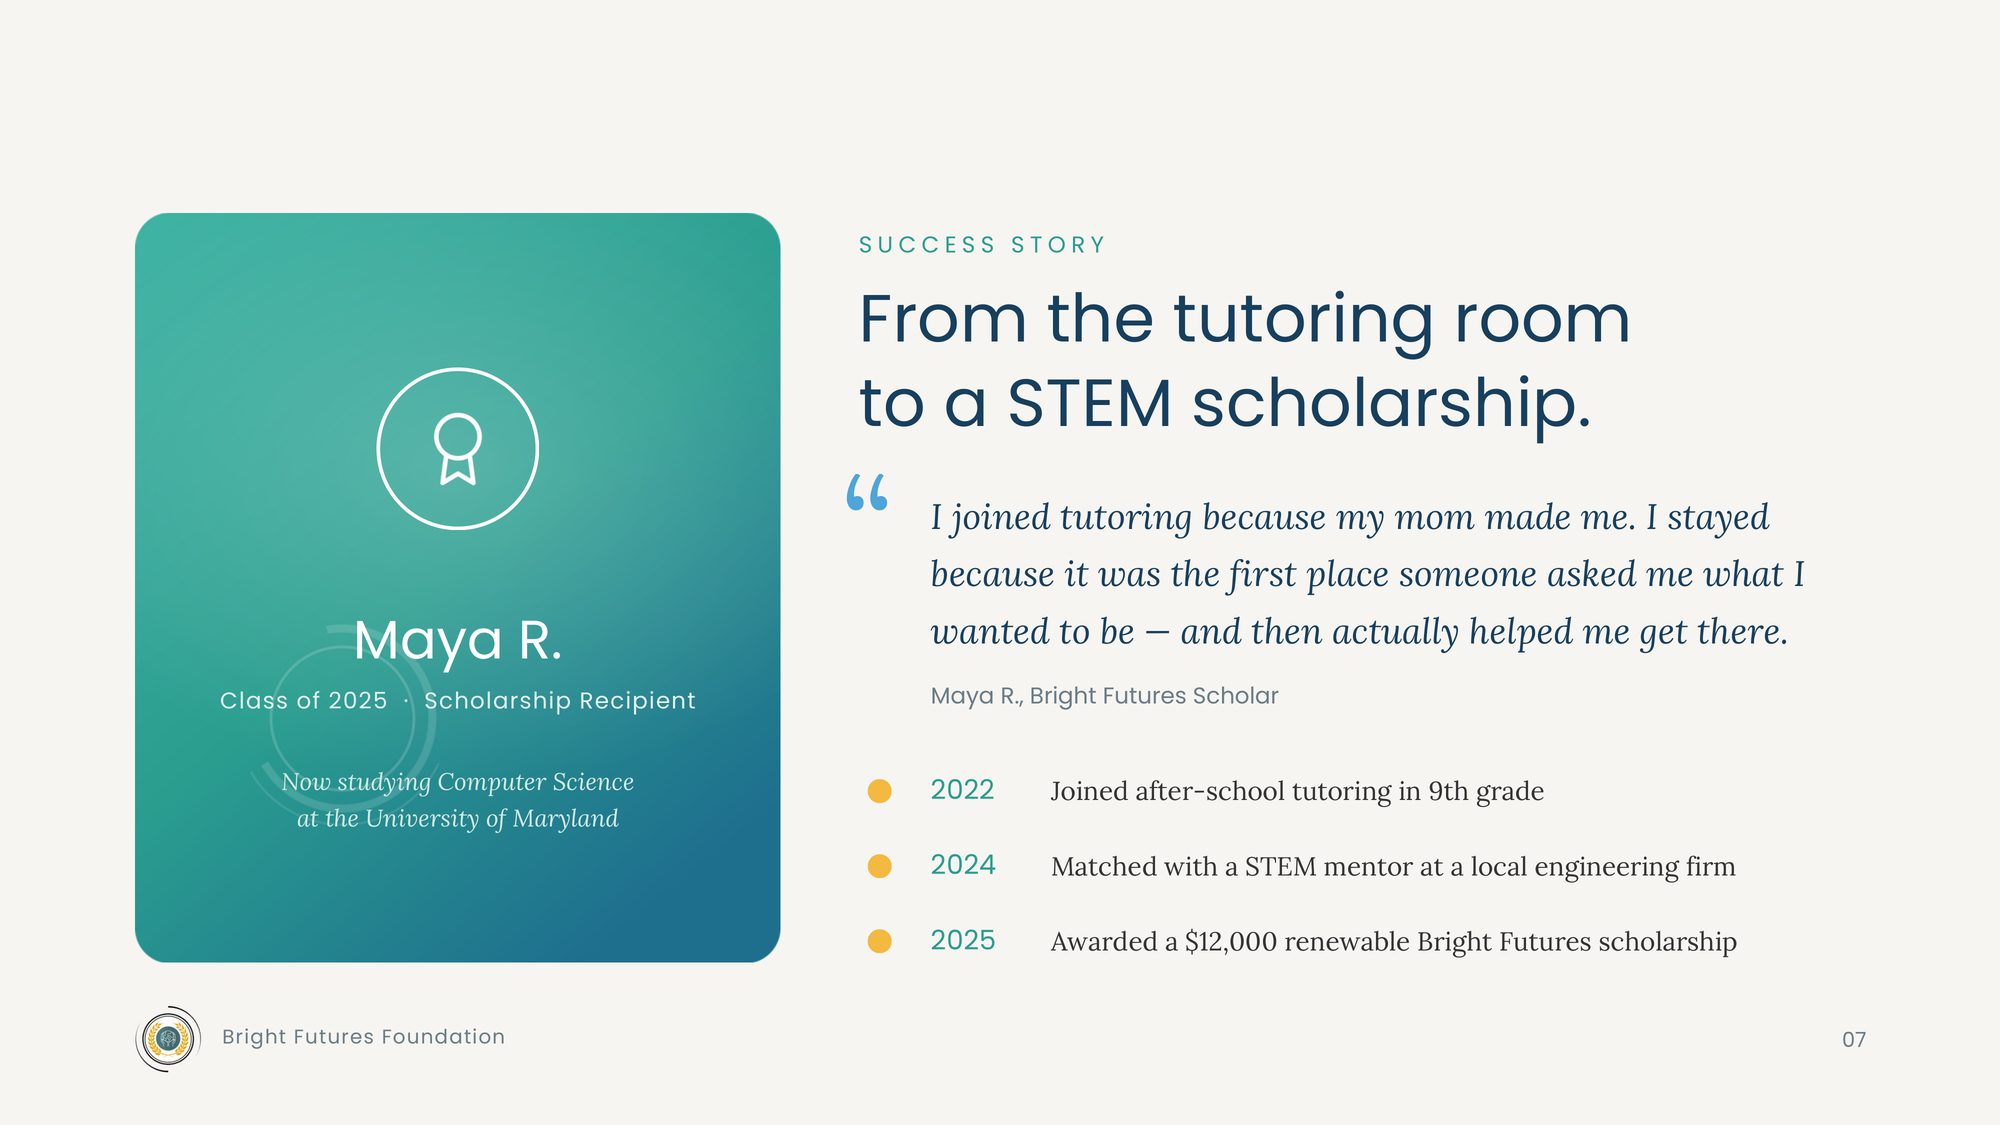 Maya R.
Class of 2025 · Scholarship Recipient
Now studying Computer Science
at the University of Maryland
SUCCESS STORY
From the tutoring room
to a STEM scholarship.
“
I joined tutoring because my mom made me. I stayed
because it was the first place someone asked me what I
wanted to be — and then actually helped me get there.
Maya R., Bright Futures Scholar
2022 Joined after-school tutoring in 9th grade
2024 Matched with a STEM mentor at a local engineering firm
2025 Awarded a $12,000 renewable Bright Futures scholarship
Bright Futures Foundation
07